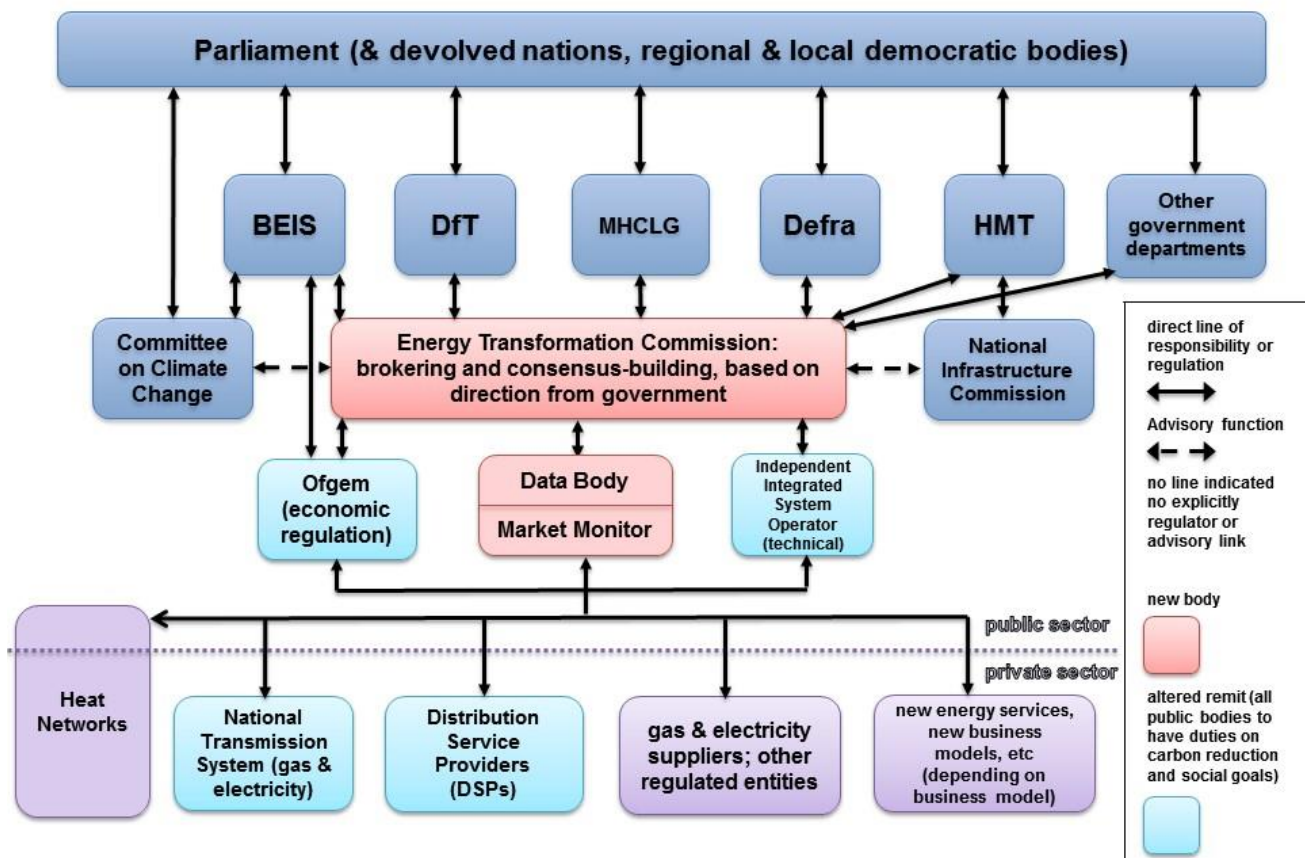 Parliament (& devolved nations, regional & local democratic bodies)
BEIS
DfT
MHCLG
Defra
HMT
Other
government
departments
Committee
on Climate
Change
Energy Transformation Commission:
brokering and consensus-building, based on
direction from government
National
Infrastructure
Commission
Ofgem
(economic
regulation)
Data Body
Market Monitor
Independent
Integrated
System
Operator
(technical)
public sector
private sector
Heat
Networks
National
Transmission
System (gas &
electricity)
Distribution
Service
Providers
(DSPs)
gas & electricity
suppliers; other
regulated entities
new energy services,
new business
models, etc
(depending on
business model)
direct line of
responsibility or
regulation
Advisory function
no line indicated
no explicitly
regulator or
advisory link
new body
altered remit (all
public bodies to
have duties on
carbon reduction
and social goals)